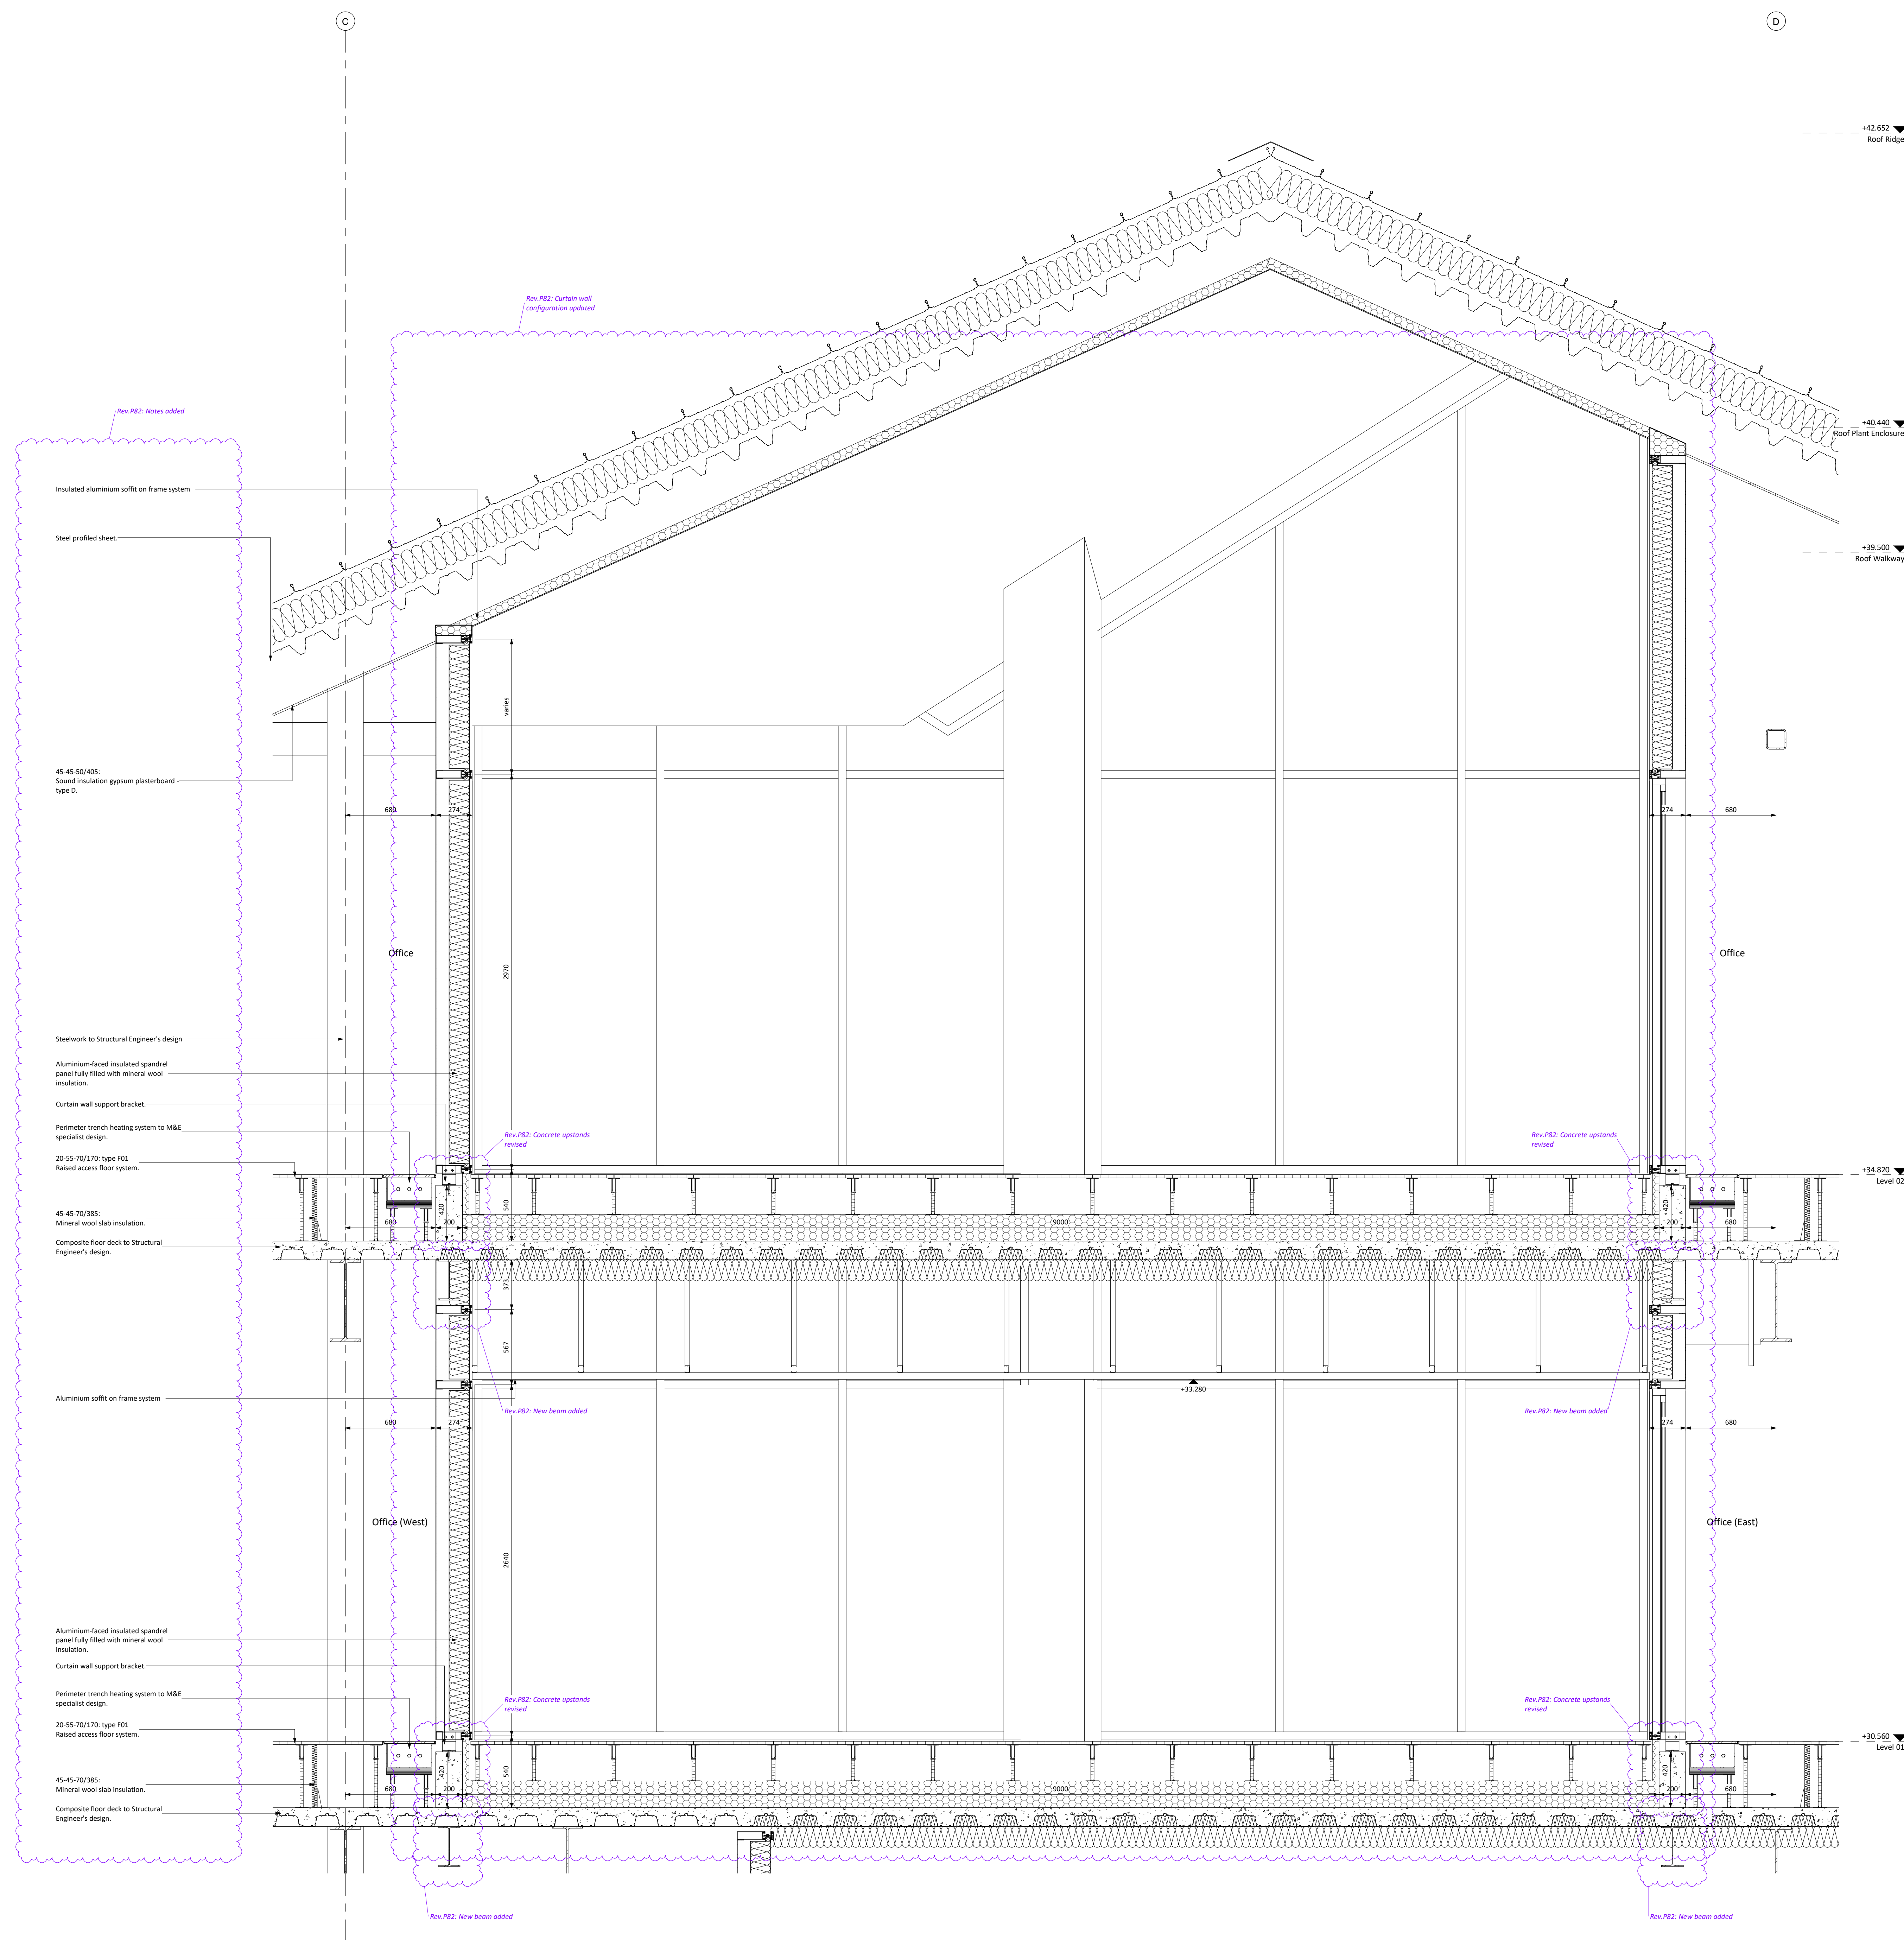 C
D
+42.652
Roof Ridge
Rev.P82: Curtain wall
configuration updated
Rev.P82: Notes added
+40.440
Roof Plant Enclosure
Insulated aluminium soffit on frame system
Steel profiled sheet.
+39.500
Roof Walkway
varies
45-45-50/405:
Sound insulation gypsum plasterboard -
type D.
680
274
274
680
Office
Office
2970
Steelwork to Structural Engineer's design
Aluminium-faced insulated spandrel
panel fully filled with mineral wool
insulation.
Curtain wall support bracket.
Perimeter trench heating system to M&E
specialist design.
Rev.P82: Concrete upstands
revised
Rev.P82: Concrete upstands
revised
20-55-70/170: type F01
Raised access floor system.
+34.820
Level 02
45-45-70/385:
Mineral wool slab insulation.
420
540
420
680
200
9000
200
680
Composite floor deck to Structural
Engineer's design.
373
567
Aluminium soffit on frame system
+33.280
Rev.P82: New beam added
Rev.P82: New beam added
680
274
274
680
Office (West)
Office (East)
2640
Aluminium-faced insulated spandrel
panel fully filled with mineral wool
insulation.
Curtain wall support bracket.
Perimeter trench heating system to M&E
specialist design.
Rev.P82: Concrete upstands
revised
Rev.P82: Concrete upstands
revised
20-55-70/170: type F01
Raised access floor system.
+30.560
Level 01
45-45-70/385:
Mineral wool slab insulation.
420
540
420
680
200
9000
200
680
Composite floor deck to Structural
Engineer's design.
Rev.P82: New beam added
Rev.P82: New beam added